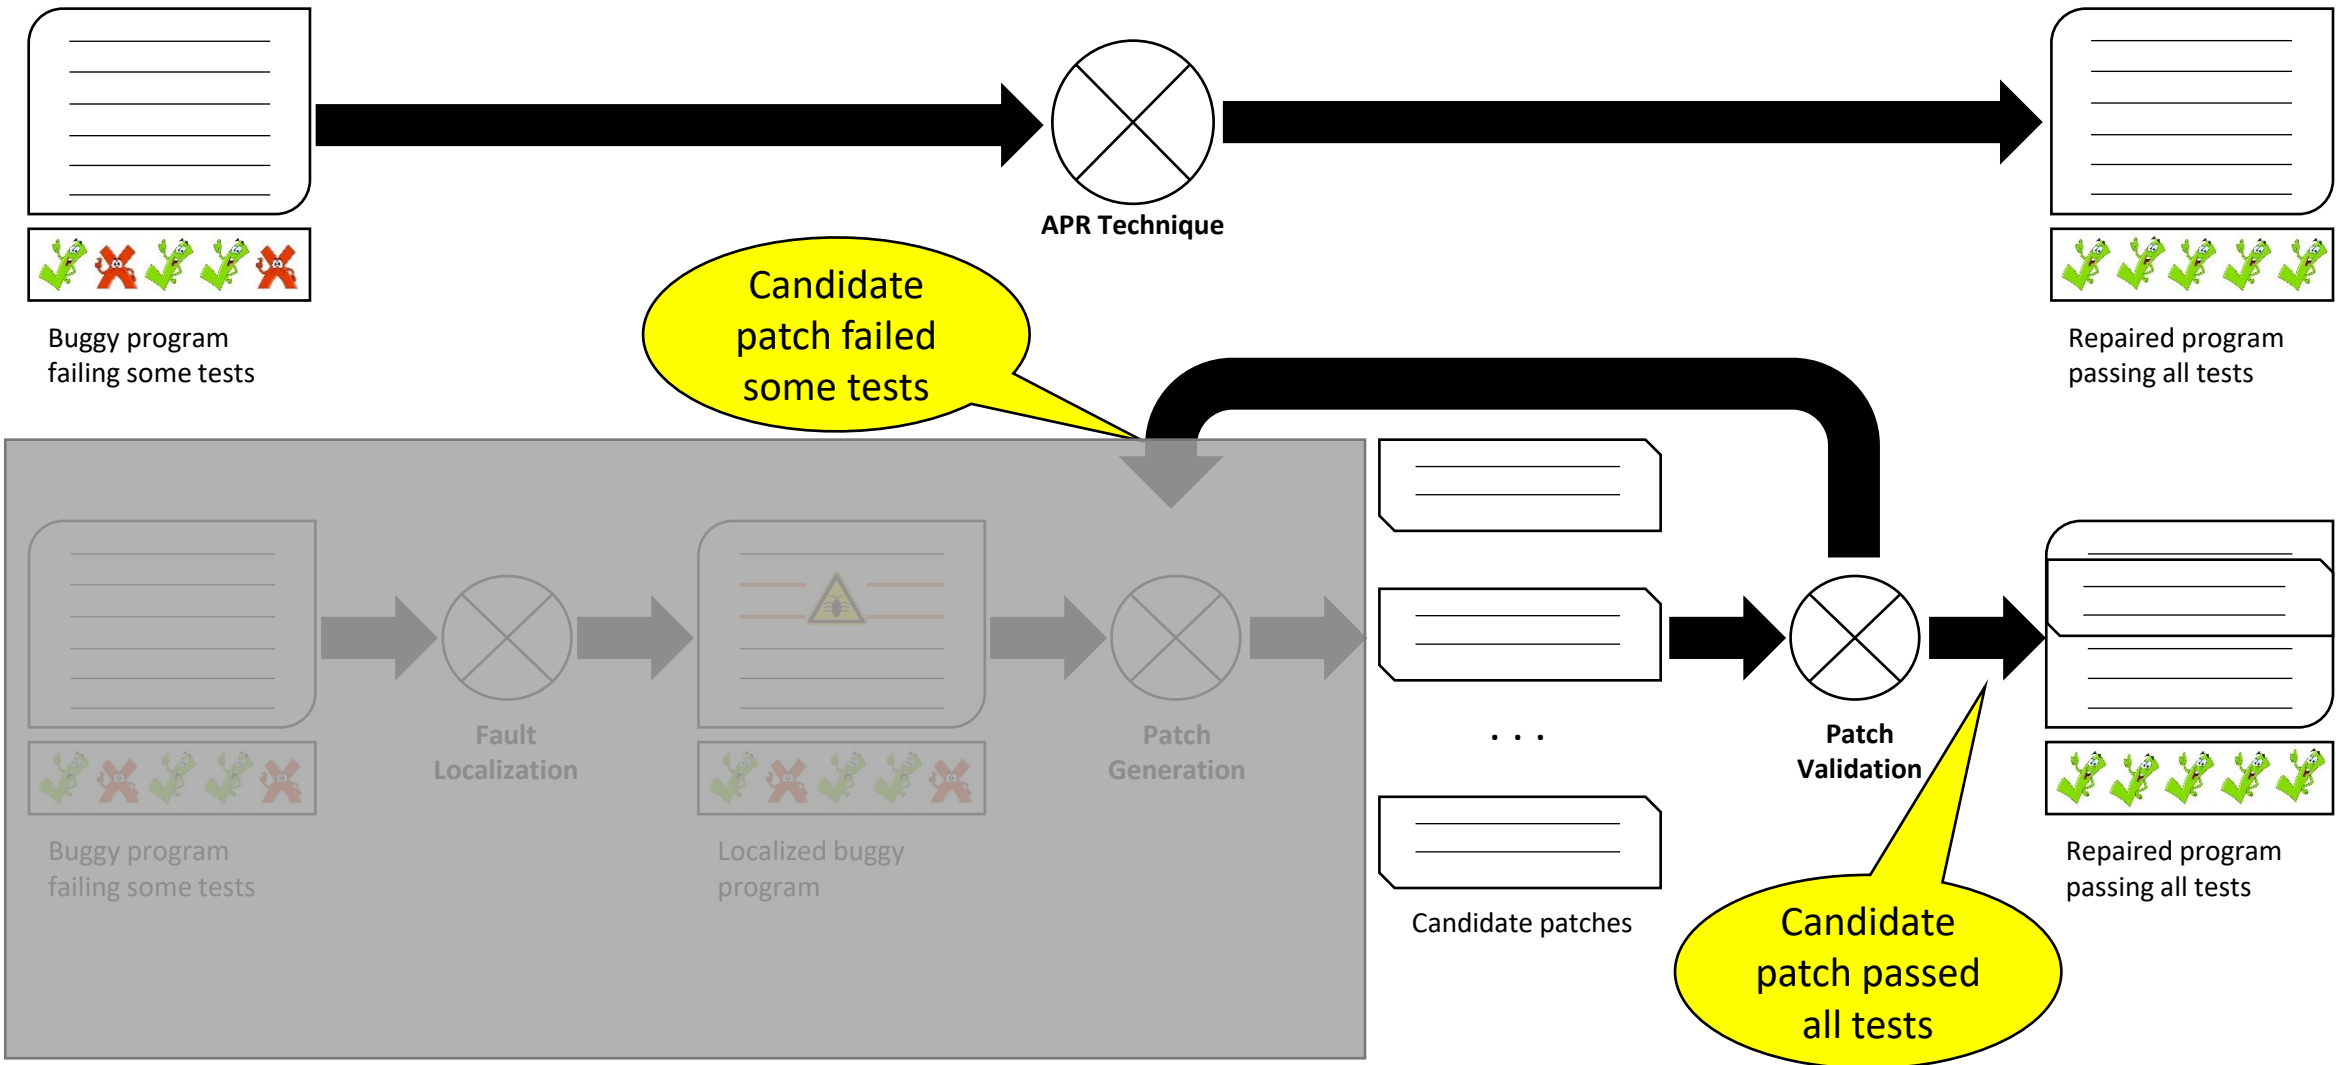 APR Technique
Buggy program
failing some tests
Candidate
patch failed
some tests
Repaired program
passing all tests
Fault
Localization
Patch
Generation
. . .
Patch
Validation
Buggy program
failing some tests
Localized buggy
program
Candidate patches
Repaired program
passing all tests
Candidate
patch passed
all tests